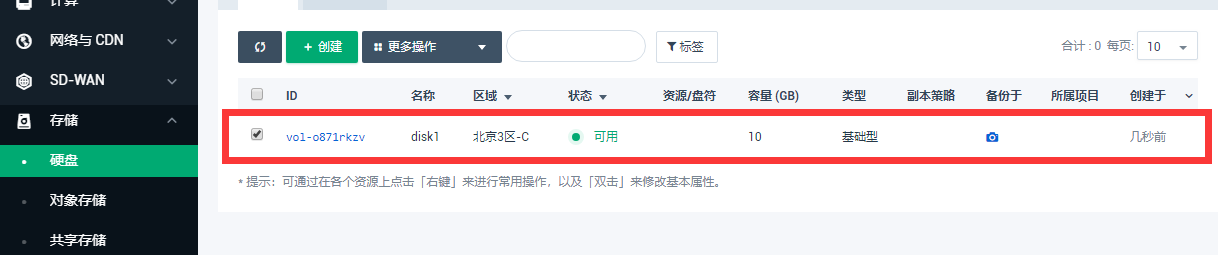 计算
网络与 CDN
SD-WAN
存储
硬盘
对象存储
共享存储
+ 创建
更多操作
标签
合计 : 0 每页: 10
ID 名称 区域 状态 资源/盘符 容量 (GB) 类型 副本策略 备份于 所属项目 创建于
vol-o871rkzv disk1 北京3区-C 可用 10 基础型 几秒前
* 提示：可通过在各个资源上点击「右键」来进行常用操作，以及「双击」来修改基本属性。